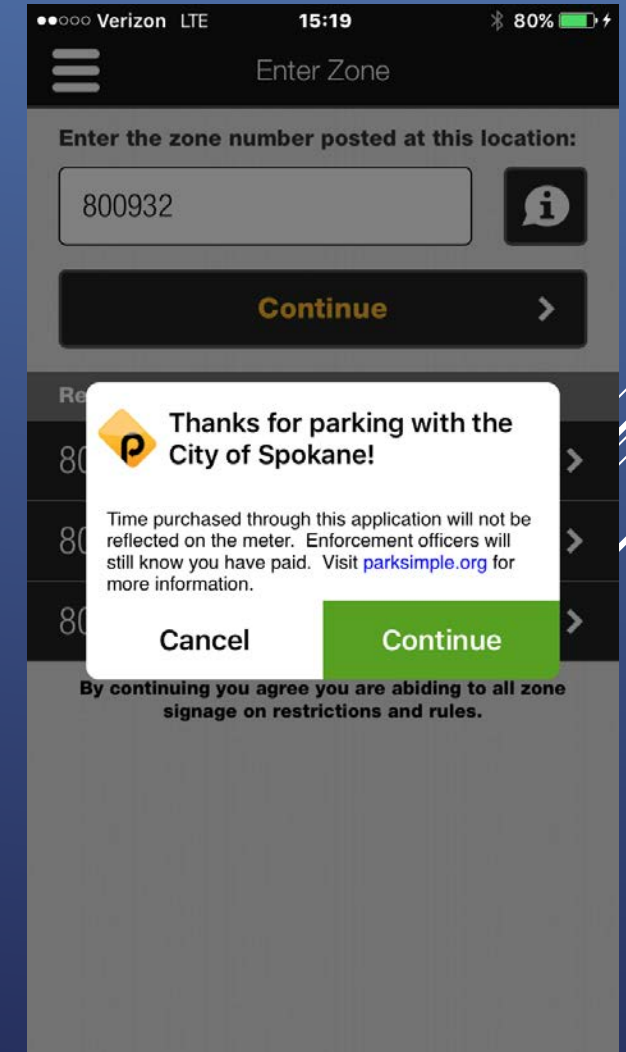 Verizon LTE 15:19 80%
Enter Zone
Enter the zone number posted at this location:
800932
Continue
Thanks for parking with the
City of Spokane!
Time purchased through this application will not be
reflected on the meter. Enforcement officers will
still know you have paid. Visit parksimple.org for
more information.
Cancel Continue
By continuing you agree you are abiding to all zone
signage on restrictions and rules.